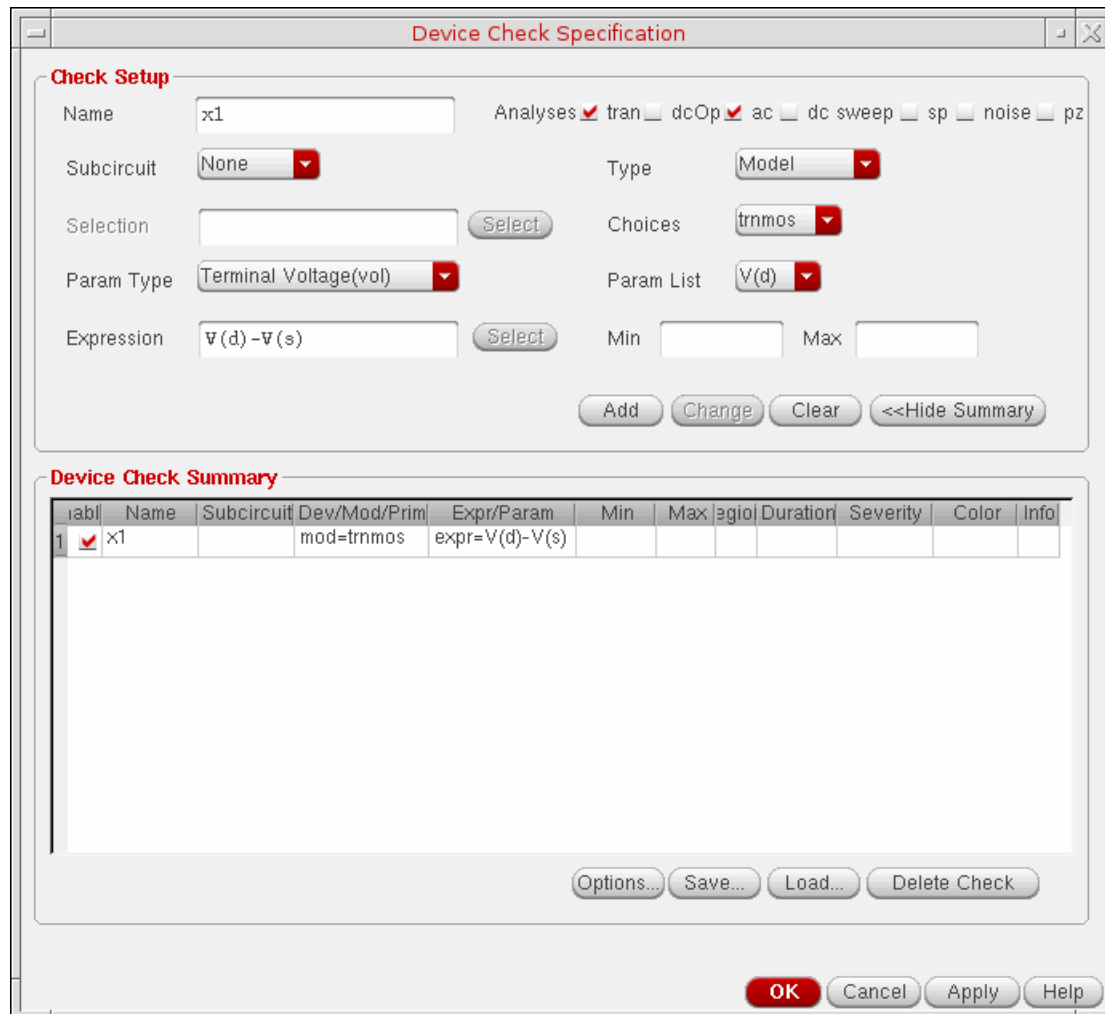 Device Check Specification
Check Setup
Name x1 Analyses tran dcOp ac dc sweep sp noise pz
Subcircuit None Type Model
Selection Select Choices trnmos
Param Type Terminal Voltage(vol) Param List V(d)
Expression V(d)-V(s) Select Min Max
Add Change Clear <<Hide Summary
Device Check Summary
nabl Name Subcircuit Dev/Mod/Prim Expr/Param Min Max egio Duration Severity Color Info
1 x1 mod=trnmos expr=V(d)-V(s)
Options... Save... Load... Delete Check
OK Cancel Apply Help